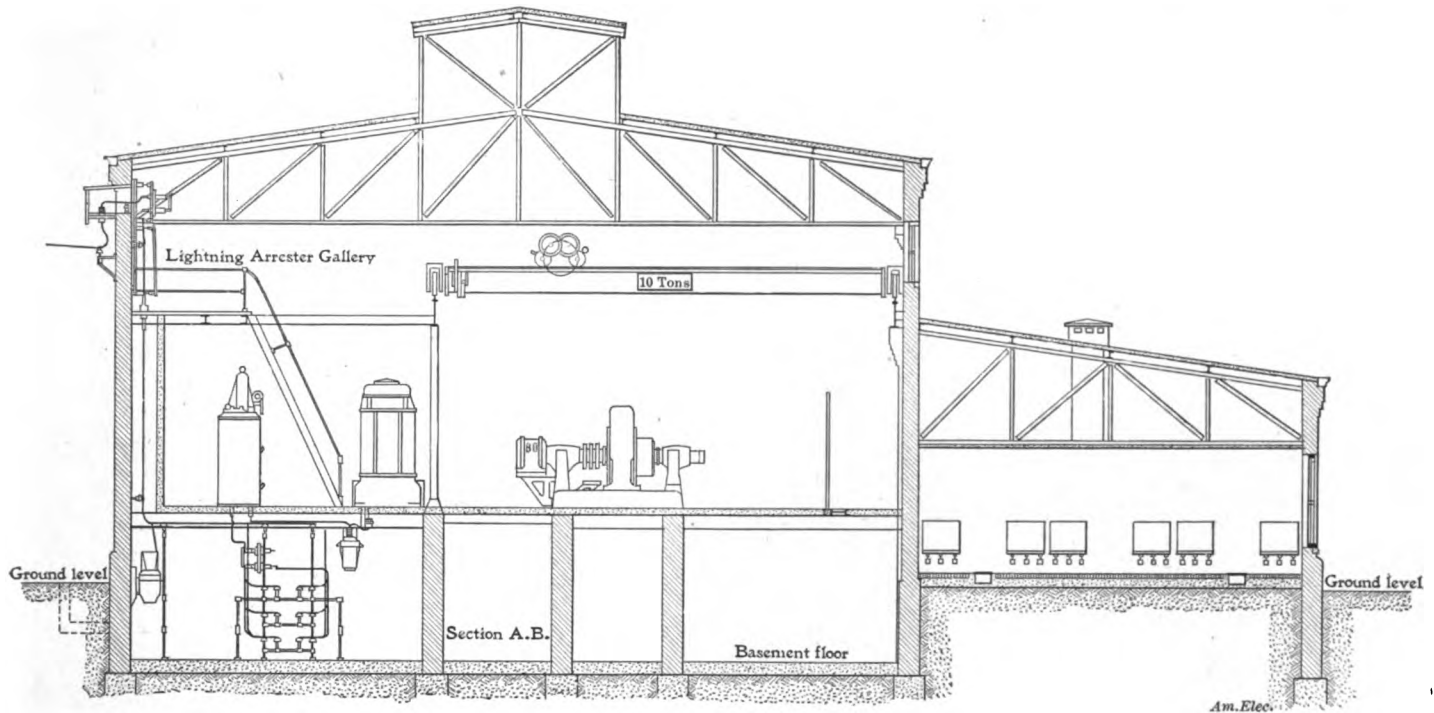 Lightning Arrester Gallery
10 Tons
Ground level
Ground level
Section A.B.
Basement floor
Am.Elec.